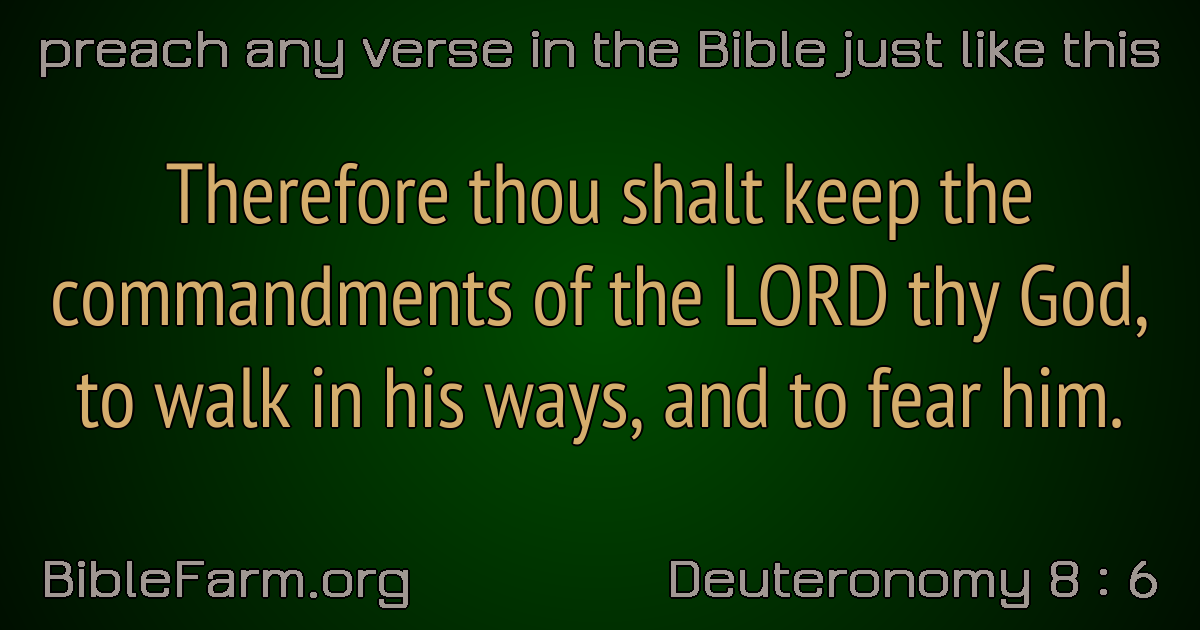 preach any verse in the Bible just like this
Therefore thou shalt keep the
commandments of the LORD thy God,
to walk in his ways, and to fear him.
BibleFarm.org
Deuteronomy 8 : 6